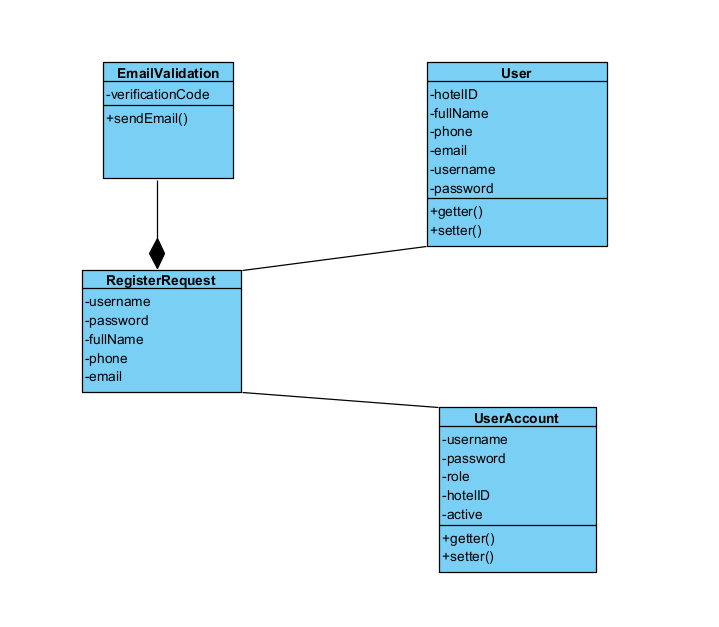 EmailValidation
-verificationCode
+sendEmail()
User
-hotelID
-fullName
-phone
-email
-username
-password
+getter()
+setter()
RegisterRequest
-username
-password
-fullName
-phone
-email
UserAccount
-username
-password
-role
-hotelID
-active
+getter()
+setter()